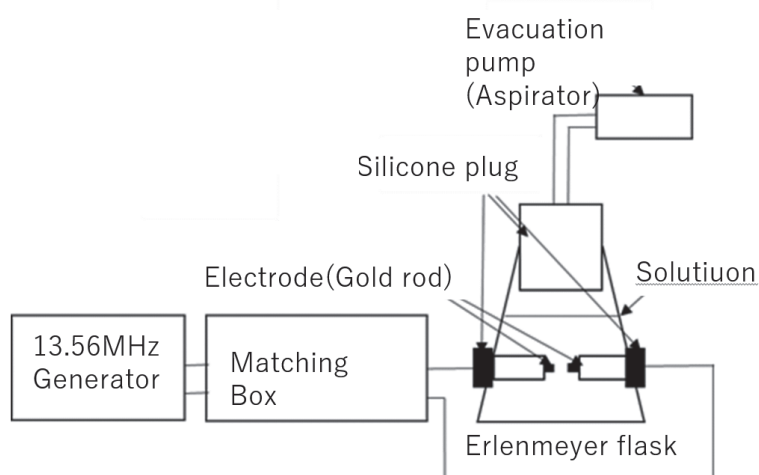 Evacuation
pump
(Aspirator)
Silicone plug
Electrode(Gold rod)
Solutiuon
13.56MHz
Generator
Matching
Box
Erlenmeyer flask